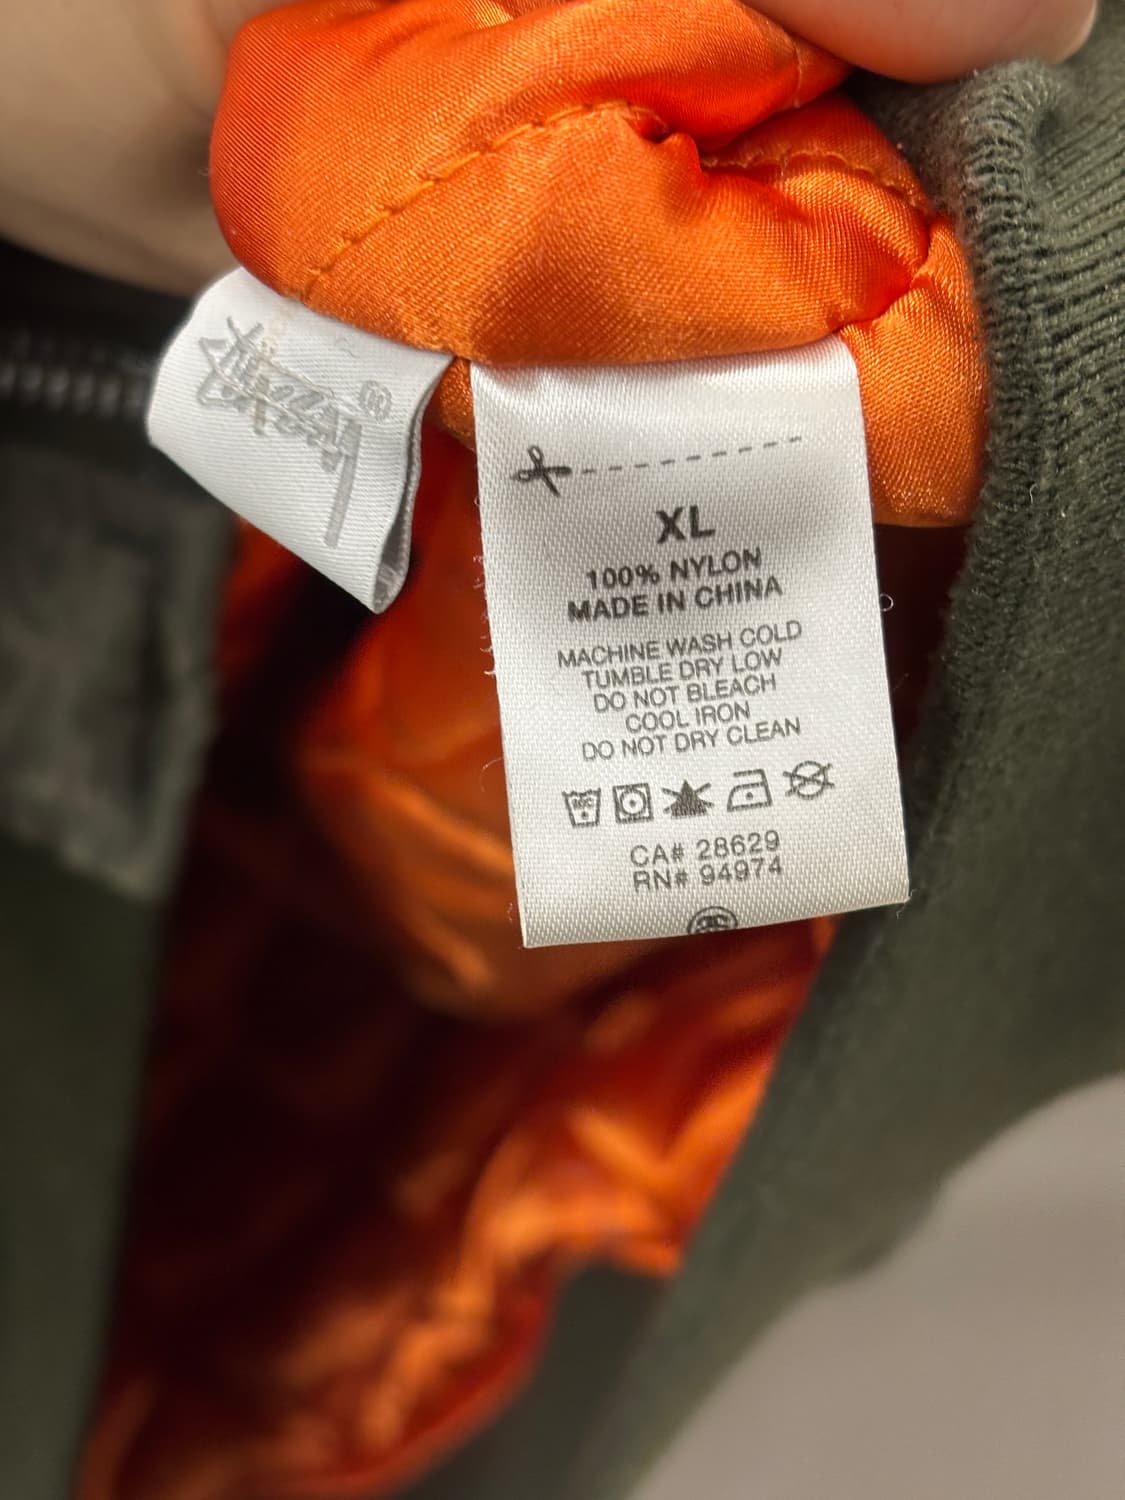 Stüssy
®
XL
100% NYLON
MADE IN CHINA
MACHINE WASH COLD
TUMBLE DRY LOW
DO NOT BLEACH
COOL IRON
DO NOT DRY CLEAN
CA# 28629
RN# 94974